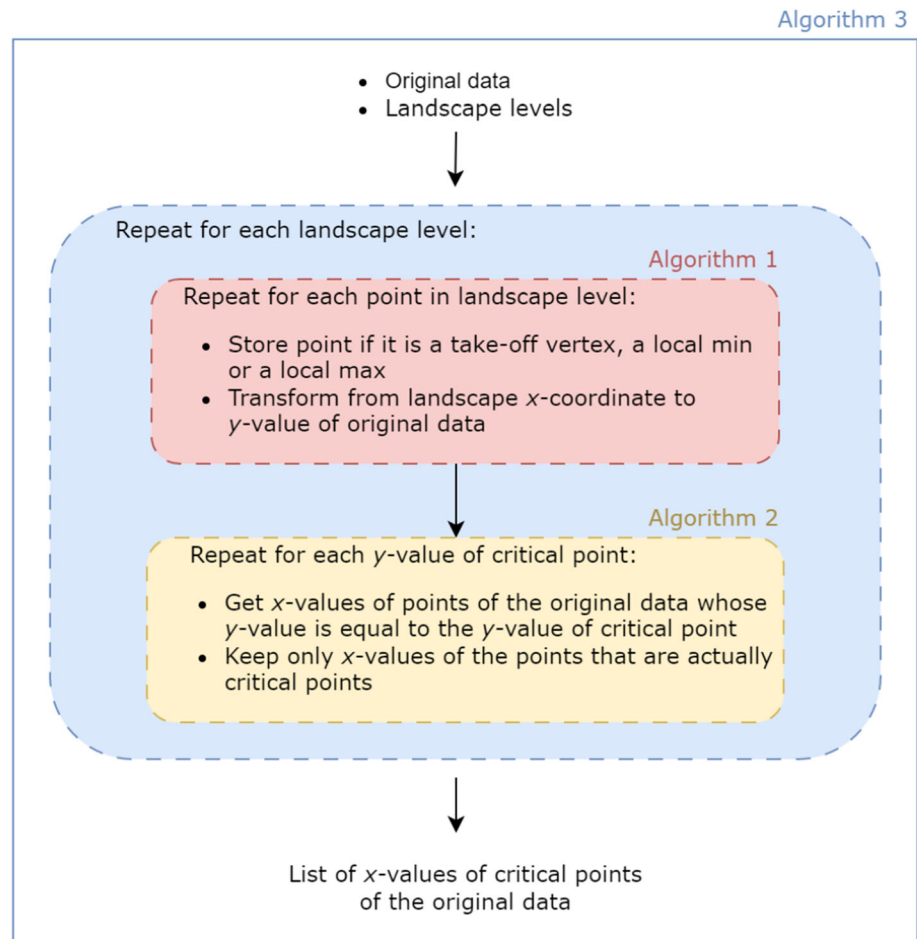 Algorithm 3
• Original data
• Landscape levels
Repeat for each landscape level:
Algorithm 1
Repeat for each point in landscape level:
• Store point if it is a take-off vertex, a local min
or a local max
• Transform from landscape x-coordinate to
y-value of original data
Algorithm 2
Repeat for each y-value of critical point:
• Get x-values of points of the original data whose
y-value is equal to the y-value of critical point
• Keep only x-values of the points that are actually
critical points
List of x-values of critical points
of the original data